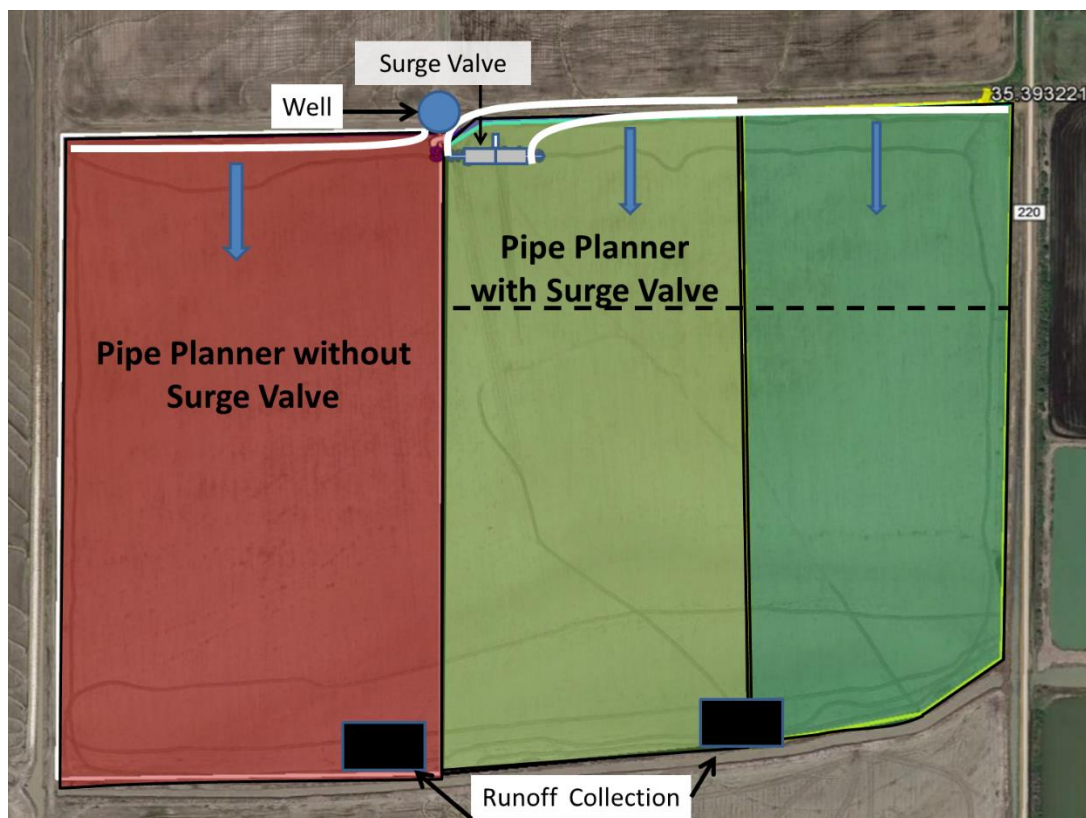 Surge Valve
Well
35.393221
220
Pipe Planner
with Surge Valve
Pipe Planner without
Surge Valve
Runoff Collection